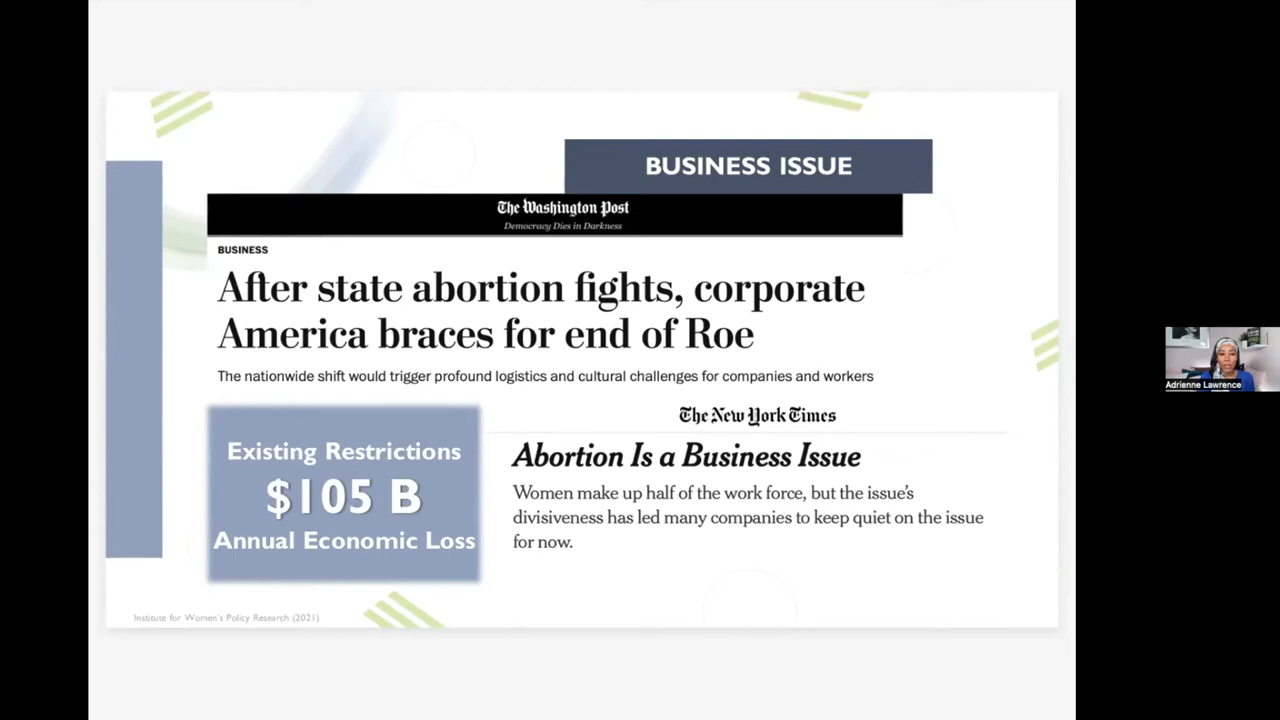 BUSINESS ISSUE
The Washington Post
Democracy Dies in Darkness
BUSINESS
After state abortion fights, corporate
America braces for end of Roe
The nationwide shift would trigger profound logistics and cultural challenges for companies and workers
Existing Restrictions
$105 B
Annual Economic Loss
The New York Times
Abortion Is a Business Issue
Women make up half of the work force, but the issue's
divisiveness has led many companies to keep quiet on the issue
for now.
Institute for Women's Policy Research (2021)
Adrienne Lawrence